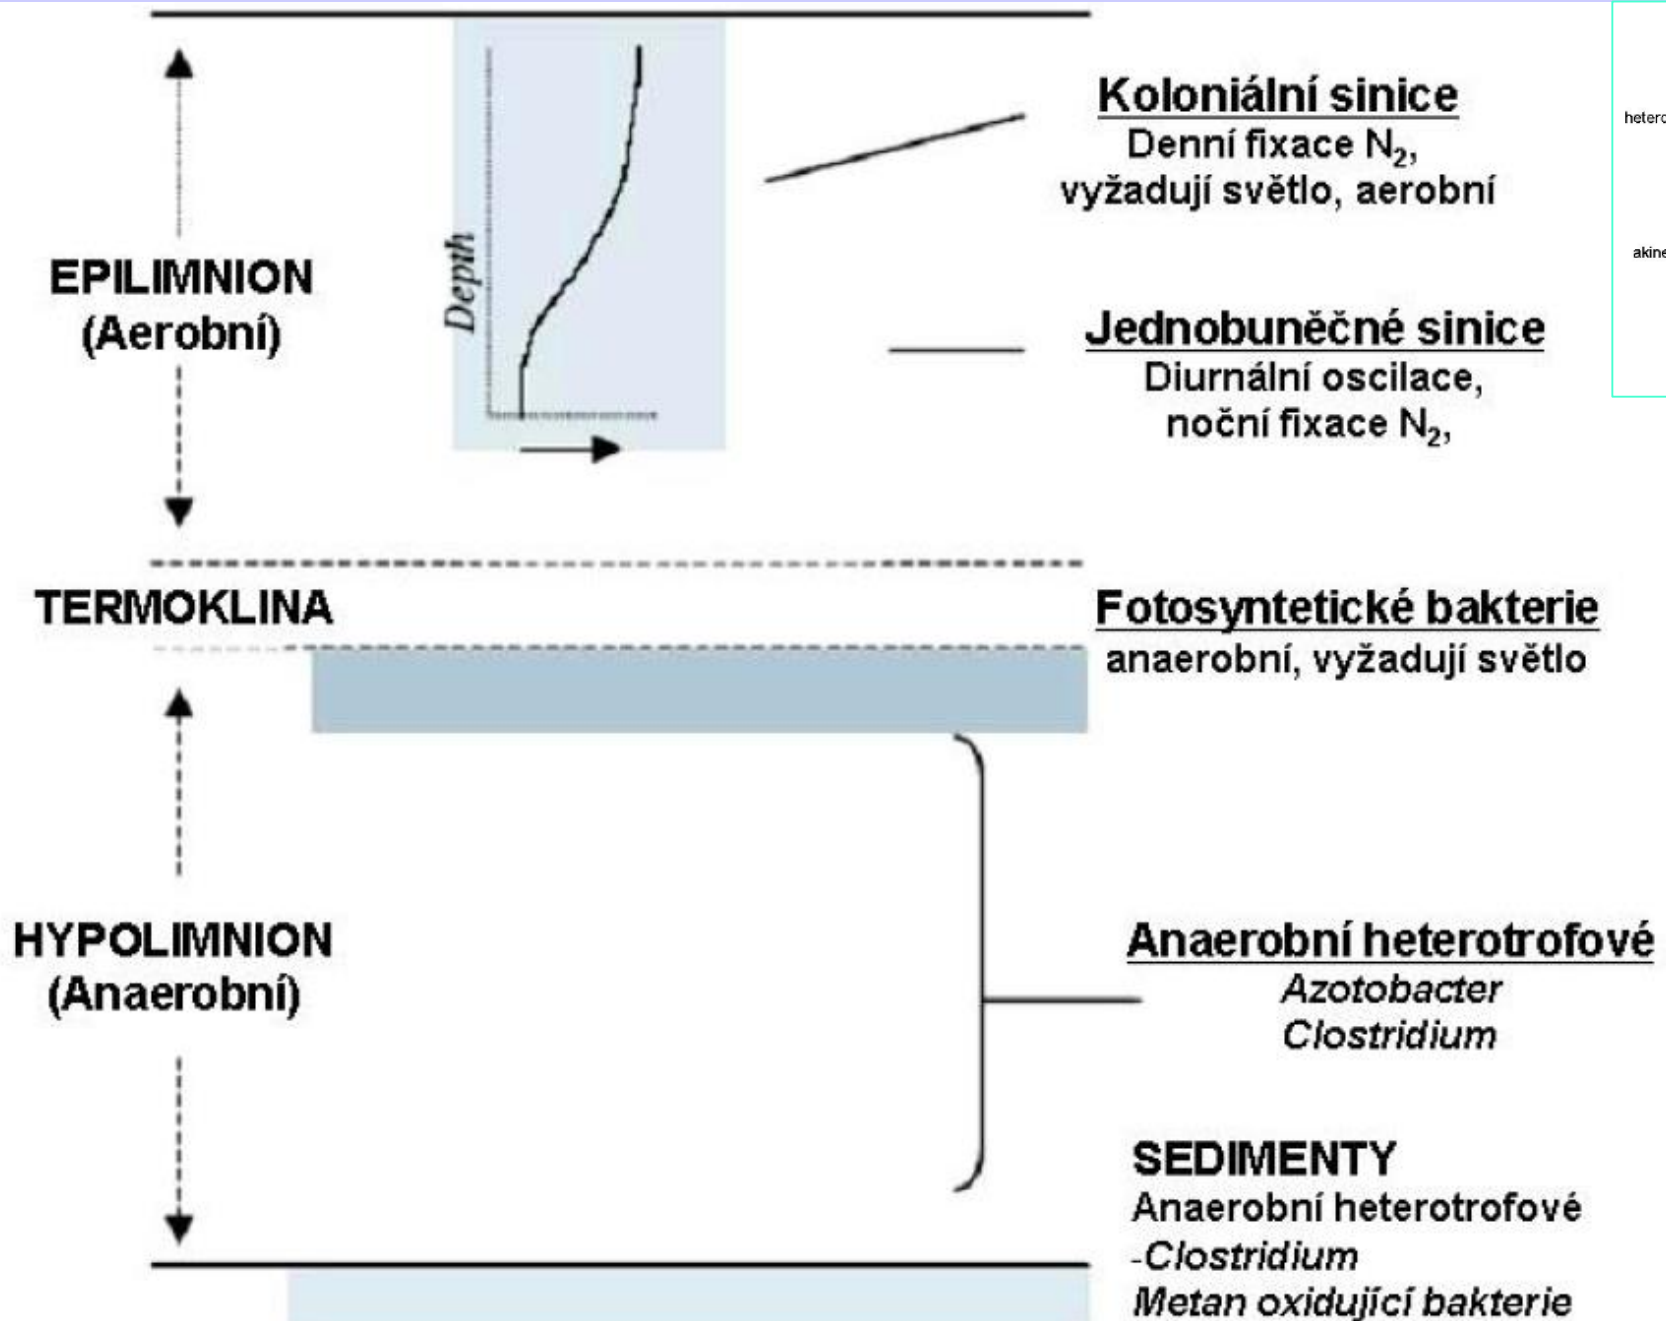 Koloniální sinice
Denní fixace N₂,
vyžadují světlo, aerobní
EPILIMNION
(Aerobní)
Depth
Jednobuněčné sinice
Diurnální oscilace,
noční fixace N₂,
TERMOKLINA
Fotosyntetické bakterie
anaerobní, vyžadují světlo
HYPOLIMNION
(Anaerobní)
Anaerobní heterotrofové
Azotobacter
Clostridium
SEDIMENTY
Anaerobní heterotrofové
-Clostridium
Metan oxidující bakterie